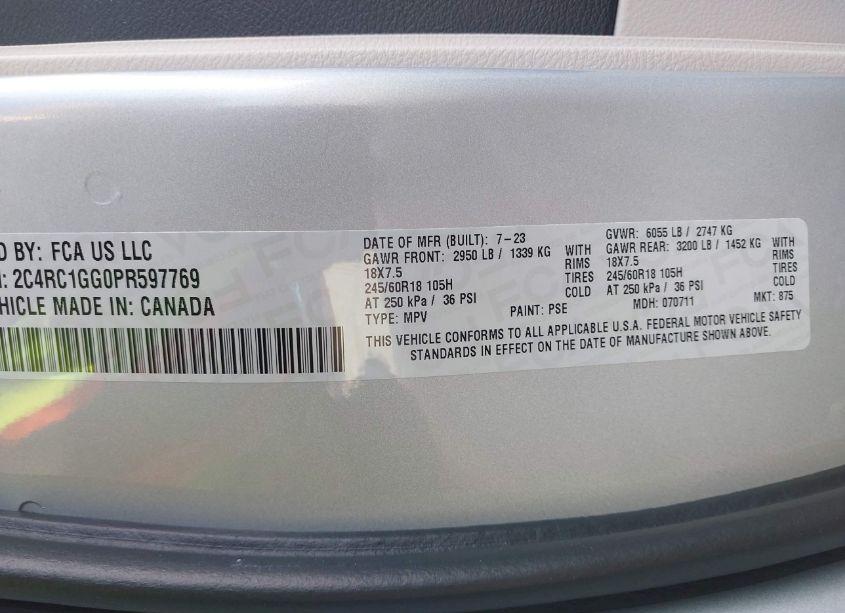 D BY: FCA US LLC
: 2C4RC1GG0PR597769
EHICLE MADE IN: CANADA
DATE OF MFR (BUILT): 7-23
GAWR FRONT: 2950 LB / 1339 KG WITH
18X7.5 RIMS
245/60R18 105H TIRES
AT 250 kPa / 36 PSI COLD
TYPE: MPV PAINT: PSE
GVWR: 6055 LB / 2747 KG
GAWR REAR: 3200 LB / 1452 KG WITH
18X7.5 RIMS
245/60R18 105H TIRES
AT 250 kPa / 36 PSI COLD
MDH: 070711 MKT: 875
THIS VEHICLE CONFORMS TO ALL APPLICABLE U.S.A. FEDERAL MOTOR VEHICLE SAFETY
STANDARDS IN EFFECT ON THE DATE OF MANUFACTURE SHOWN ABOVE.